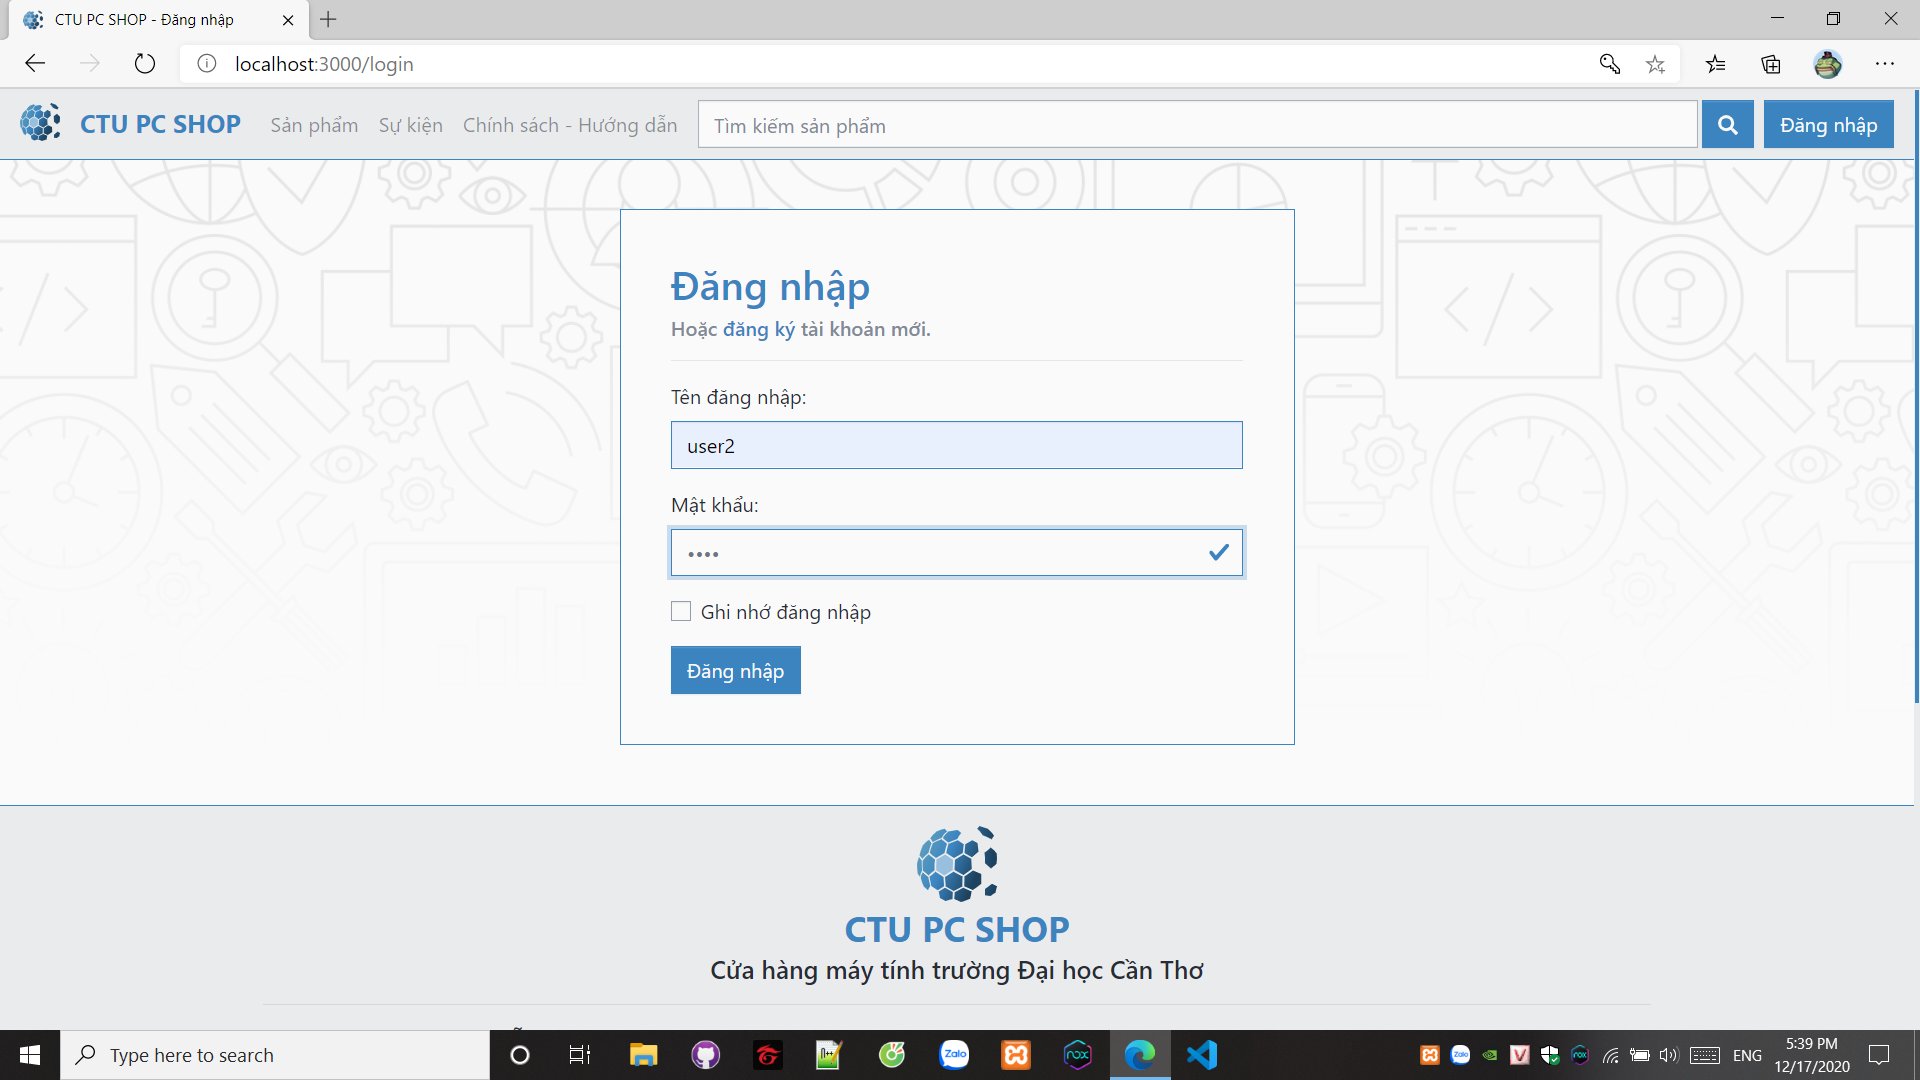 CTU PC SHOP - Đăng nhập
localhost:3000/login
CTU PC SHOP
Sản phẩm
Sự kiện
Chính sách - Hướng dẫn
Tìm kiếm sản phẩm
Đăng nhập
Đăng nhập
Hoặc đăng ký tài khoản mới.
Tên đăng nhập:
user2
Mật khẩu:
••••
Ghi nhớ đăng nhập
Đăng nhập
CTU PC SHOP
Cửa hàng máy tính trường Đại học Cần Thơ
Type here to search
Zalo
nox
ENG
5:39 PM
12/17/2020